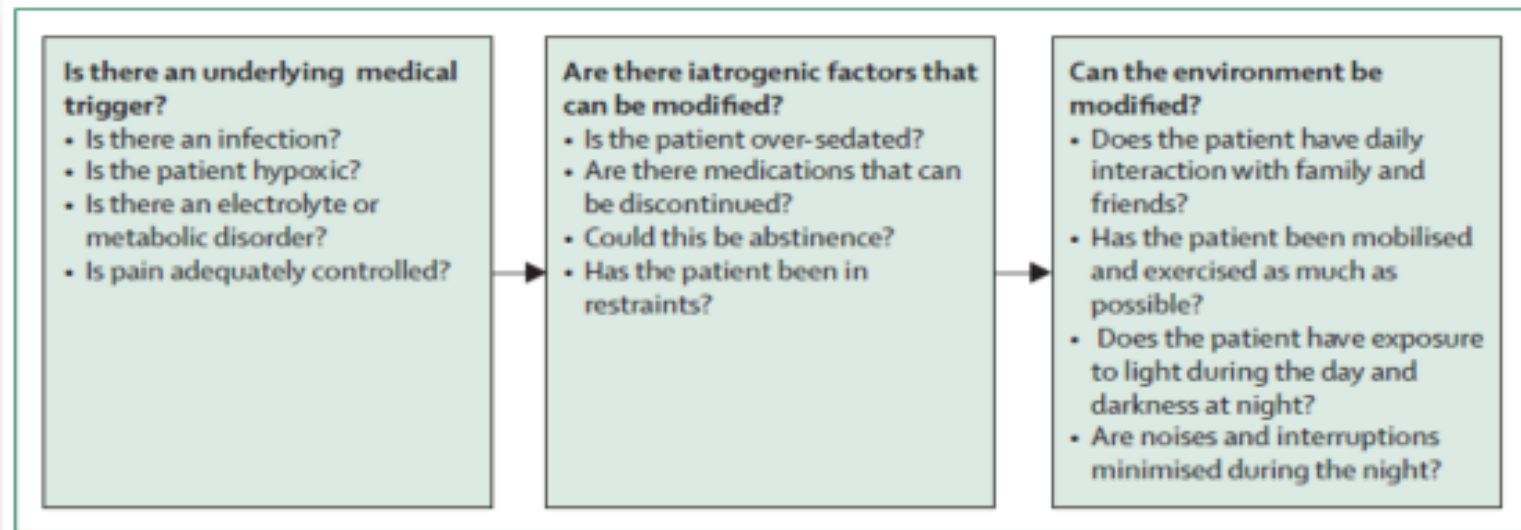 Is there an underlying medical
trigger?
• Is there an infection?
• Is the patient hypoxic?
• Is there an electrolyte or
metabolic disorder?
• Is pain adequately controlled?
Are there iatrogenic factors that
can be modified?
• Is the patient over-sedated?
• Are there medications that can
be discontinued?
• Could this be abstinence?
• Has the patient been in
restraints?
Can the environment be
modified?
• Does the patient have daily
interaction with family and
friends?
• Has the patient been mobilised
and exercised as much as
possible?
• Does the patient have exposure
to light during the day and
darkness at night?
• Are noises and interruptions
minimised during the night?